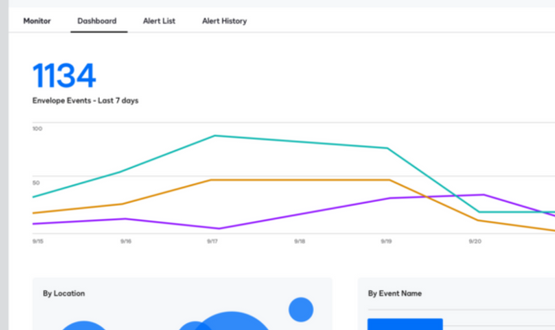 Monitor Dashboard Alert List Alert History
1134
Envelope Events - Last 7 days
100
50
9/15 9/16 9/17 9/18 9/19 9/20
By Location By Event Name